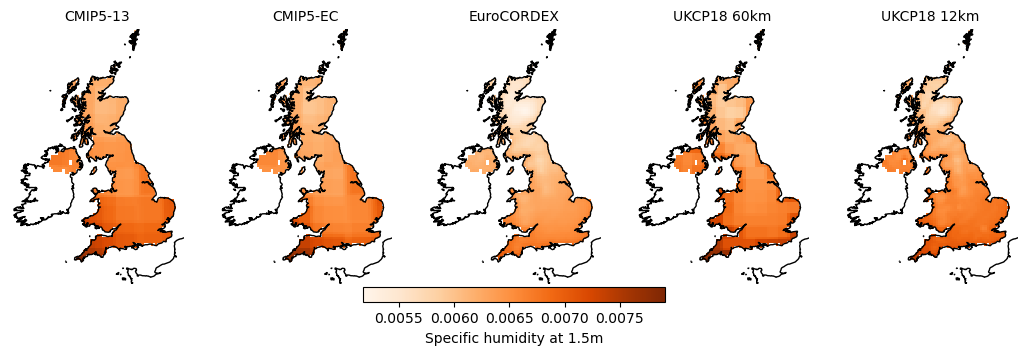 CMIP5-13 CMIP5-EC EuroCORDEX UKCP18 60km UKCP18 12km
0.0055 0.0060 0.0065 0.0070 0.0075
Specific humidity at 1.5m